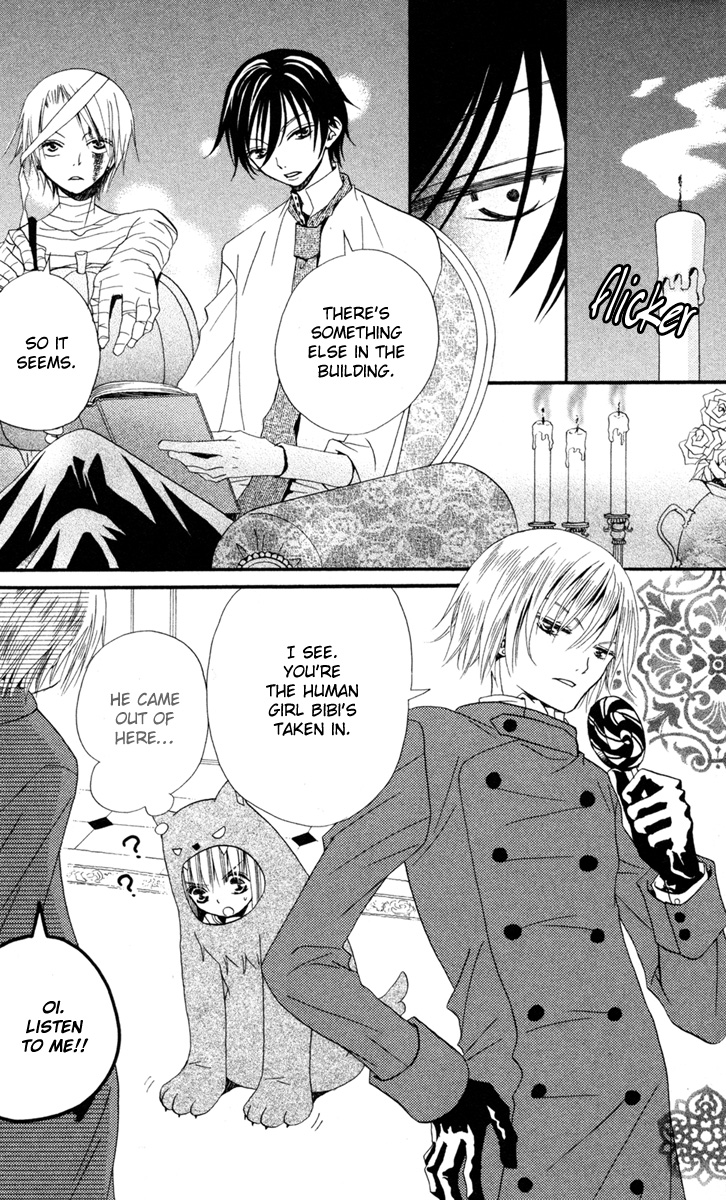 flicker
THERE'S
SOMETHING
ELSE IN THE
BUILDING.
SO IT
SEEMS.
I SEE.
YOU'RE
THE HUMAN
GIRL BIBI'S
TAKEN IN.
HE CAME
OUT OF
HERE...
?
?
OI.
LISTEN
TO ME!!